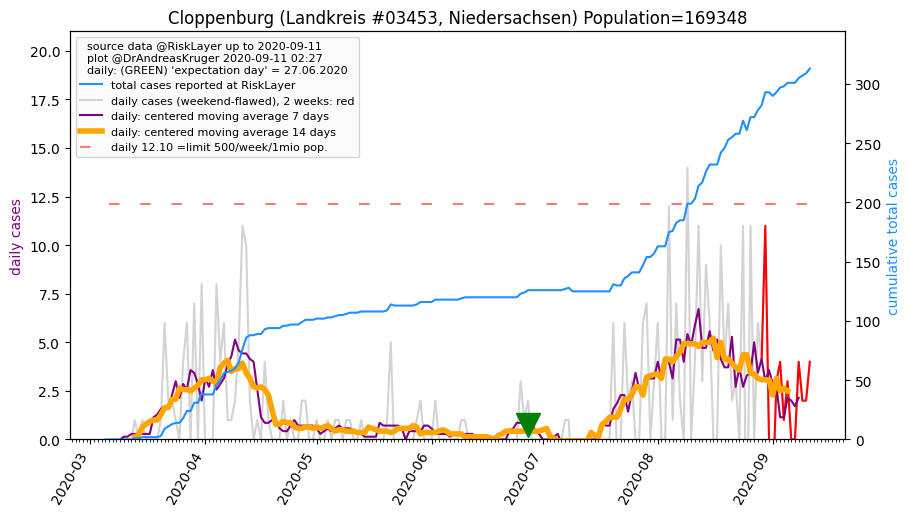 Cloppenburg (Landkreis #03453, Niedersachsen) Population=169348
source data @RiskLayer up to 2020-09-11
plot @DrAndreasKruger 2020-09-11 02:27
daily: (GREEN) 'expectation day' = 27.06.2020
total cases reported at RiskLayer
daily cases (weekend-flawed), 2 weeks: red
daily: centered moving average 7 days
daily: centered moving average 14 days
daily 12.10 =limit 500/week/1mio pop.
daily cases
20.0
17.5
15.0
12.5
10.0
7.5
5.0
2.5
0.0
300
250
200
150
100
50
0
cumulative total cases
2020-03
2020-04
2020-05
2020-06
2020-07
2020-08
2020-09